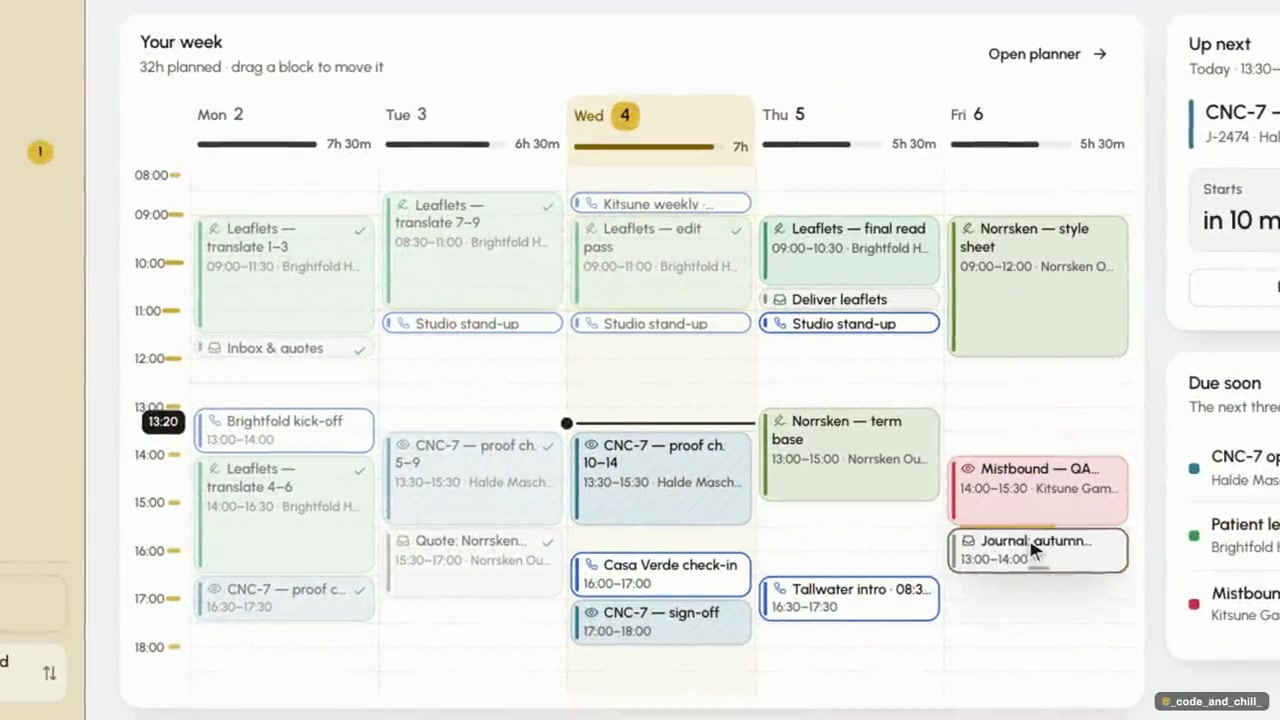 Your week
32h planned · drag a block to move it
Open planner →
Mon 2
7h 30m
Tue 3
6h 30m
Wed 4
7h
Thu 5
5h 30m
Fri 6
5h 30m
1
08:00
09:00
10:00
11:00
12:00
13:00
13:20
14:00
15:00
16:00
17:00
18:00
Leaflets —
translate 1–3
09:00–11:30 · Brightfold H...
Inbox & quotes
Brightfold kick-off
13:00–14:00
Leaflets —
translate 4–6
14:00–16:30 · Brightfold H...
CNC-7 — proof c...
16:30–17:30
Leaflets —
translate 7–9
08:30–11:00 · Brightfold H...
Studio stand-up
CNC-7 — proof ch.
5–9
13:30–15:30 · Halde Masch...
Quote: Norrsken...
15:30–17:00 · Norrsken Ou...
Kitsune weekly ·...
Leaflets — edit
pass
09:00–11:00 · Brightfold H...
Studio stand-up
CNC-7 — proof ch.
10–14
13:30–15:30 · Halde Masch...
Casa Verde check-in
16:00–17:00
CNC-7 — sign-off
17:00–18:00
Leaflets — final read
09:00–10:30 · Brightfold H...
Deliver leaflets
Studio stand-up
Norrsken — term
base
13:00–15:00 · Norrsken Ou...
Tallwater intro · 08:3...
16:30–17:30
Norrsken — style
sheet
09:00–12:00 · Norrsken O...
Mistbound — QA...
14:00–15:30 · Kitsune Gam...
Journal: autumn...
13:00–14:00
Up next
Today · 13:30–
CNC-7 —
J-2474 · Hal
Starts
in 10 m
Due soon
The next three
CNC-7 op
Halde Mas
Patient le
Brightfold
Mistboun
Kitsune Ga
d
@_code_and_chill_